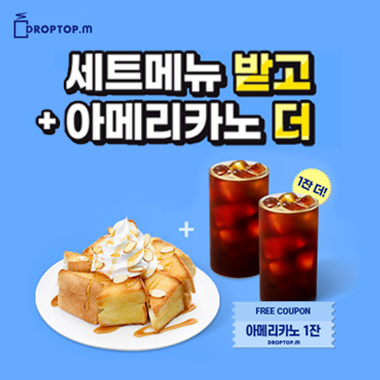 DROPTOP.M
세트메뉴 받고
+ 아메리카노 더
1잔 더!
+
FREE COUPON
아메리카노 1잔
DROPTOP.M